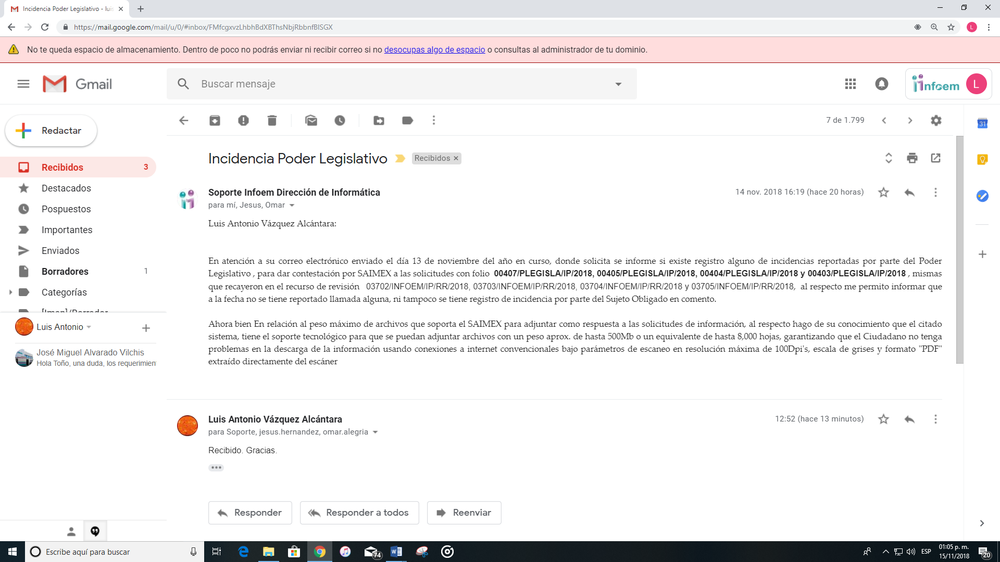 Incidencia Poder Legislativo - luis
https://mail.google.com/mail/u/0/#inbox/FMfcgxvzLhbhBdXBThsNbjRbbnfBlSGX
L
No te queda espacio de almacenamiento. Dentro de poco no podrás enviar ni recibir correo si no desocupas algo de espacio o consultas al administrador de tu dominio.
Gmail
Buscar mensaje
infoem
L
Redactar
7 de 1.799
31
Recibidos 3
Destacados
Pospuestos
Importantes
Enviados
Borradores 1
Categorías
[Imap]/Borrador
Luis Antonio
José Miguel Alvarado Vilchis
Hola Toño, una duda, los requerimien
Incidencia Poder Legislativo
Recibidos
Soporte Infoem Dirección de Informática
14 nov. 2018 16:19 (hace 20 horas)
para mí, Jesus, Omar
Luis Antonio Vázquez Alcántara:
En atención a su correo electrónico enviado el día 13 de noviembre del año en curso, donde solicita se informe si existe registro alguno de incidencias reportadas por parte del Poder
Legislativo , para dar contestación por SAIMEX a las solicitudes con folio 00407/PLEGISLA/IP/2018, 00405/PLEGISLA/IP/2018, 00404/PLEGISLA/IP/2018 y 00403/PLEGISLA/IP/2018 , mismas
que recayeron en el recurso de revisión 03702/INFOEM/IP/RR/2018, 03703/INFOEM/IP/RR/2018, 03704/INFOEM/IP/RR/2018 y 03705/INFOEM/IP/RR/2018, al respecto me permito informar que
a la fecha no se tiene reportado llamada alguna, ni tampoco se tiene registro de incidencia por parte del Sujeto Obligado en comento.
Ahora bien En relación al peso máximo de archivos que soporta el SAIMEX para adjuntar como respuesta a las solicitudes de información, al respecto hago de su conocimiento que el citado
sistema, tiene el soporte tecnológico para que se puedan adjuntar archivos con un peso aprox. de hasta 500Mb o un equivalente de hasta 8,000 hojas, garantizando que el Ciudadano no tenga
problemas en la descarga de la información usando conexiones a internet convencionales bajo parámetros de escaneo en resolución máxima de 100Dpi's, escala de grises y formato "PDF"
extraído directamente del escáner
Luis Antonio Vázquez Alcántara
12:52 (hace 13 minutos)
para Soporte, jesus.hernandez, omar.alegria
Recibido. Gracias.
Responder
Responder a todos
Reenviar
Escribe aquí para buscar
74
ESP
01:05 p. m.
15/11/2018
20